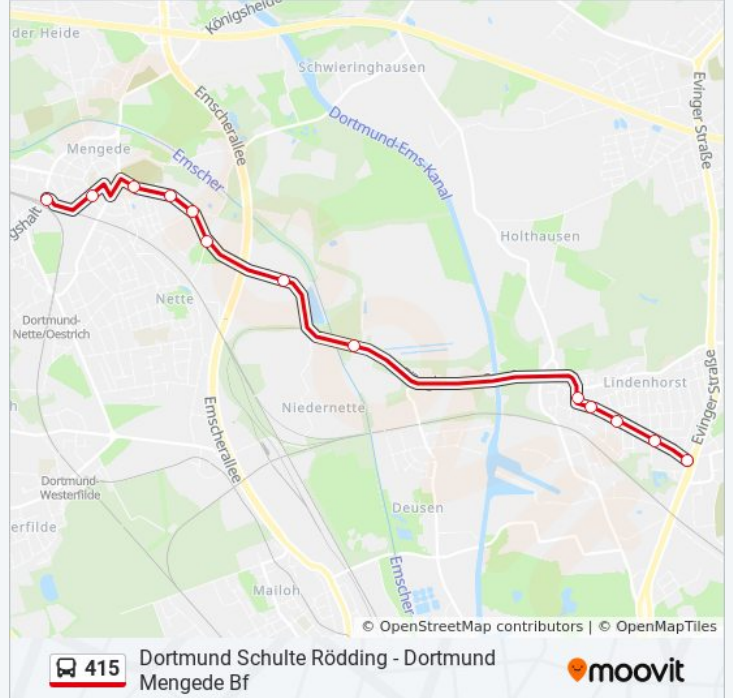 Königsheide
der Heide
Schwieringhausen
Emscherallee
Evinger Straße
Dortmund-Ems-Kanal
Mengede
Emscher
gshalt
Holthausen
Nette
Dortmund-
Nette/Oestrich
Evinger Straße
Lindenhorst
h
Niedernette
Emscherallee
Dortmund-
Westerfilde
Deusen
erfilde
Emscher
Mailoh
© OpenStreetMap contributors | © OpenMapTiles
415
Dortmund Schulte Rödding - Dortmund
Mengede Bf
moovit